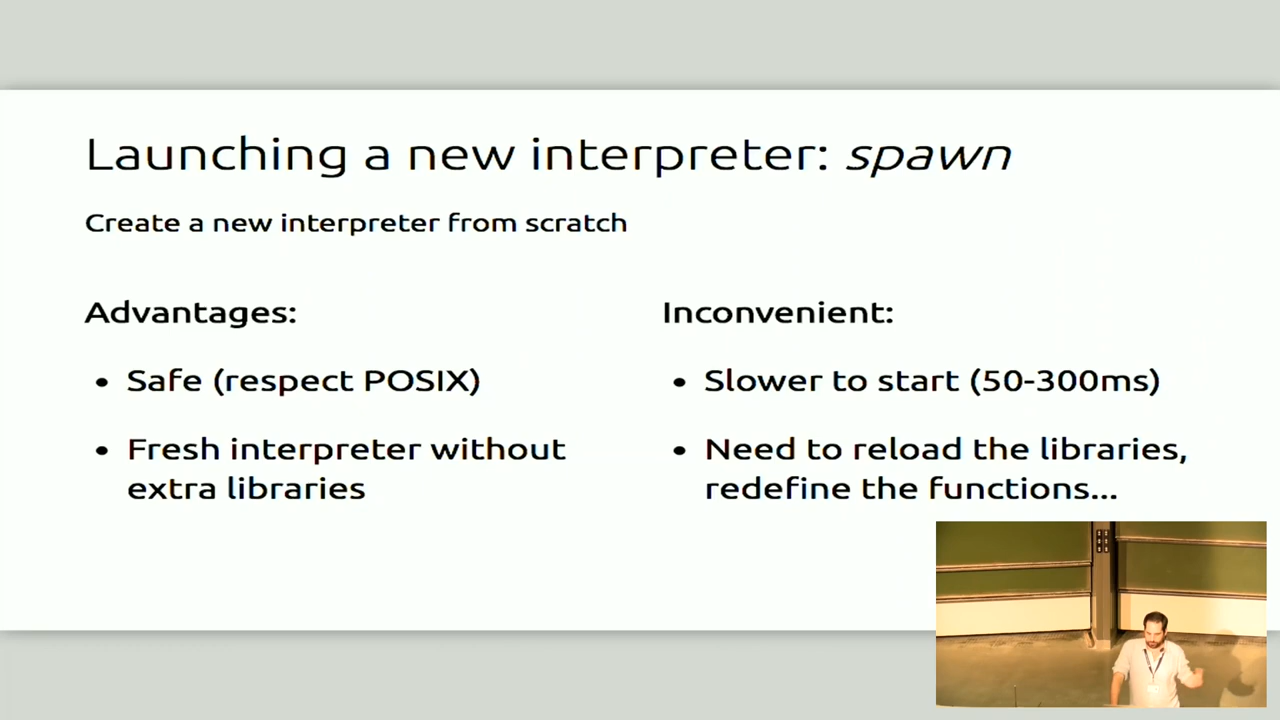 Launching a new interpreter: spawn
Create a new interpreter from scratch
Advantages:
• Safe (respect POSIX)
• Fresh interpreter without
extra libraries
Inconvenient:
• Slower to start (50-300ms)
• Need to reload the libraries,
redefine the functions...